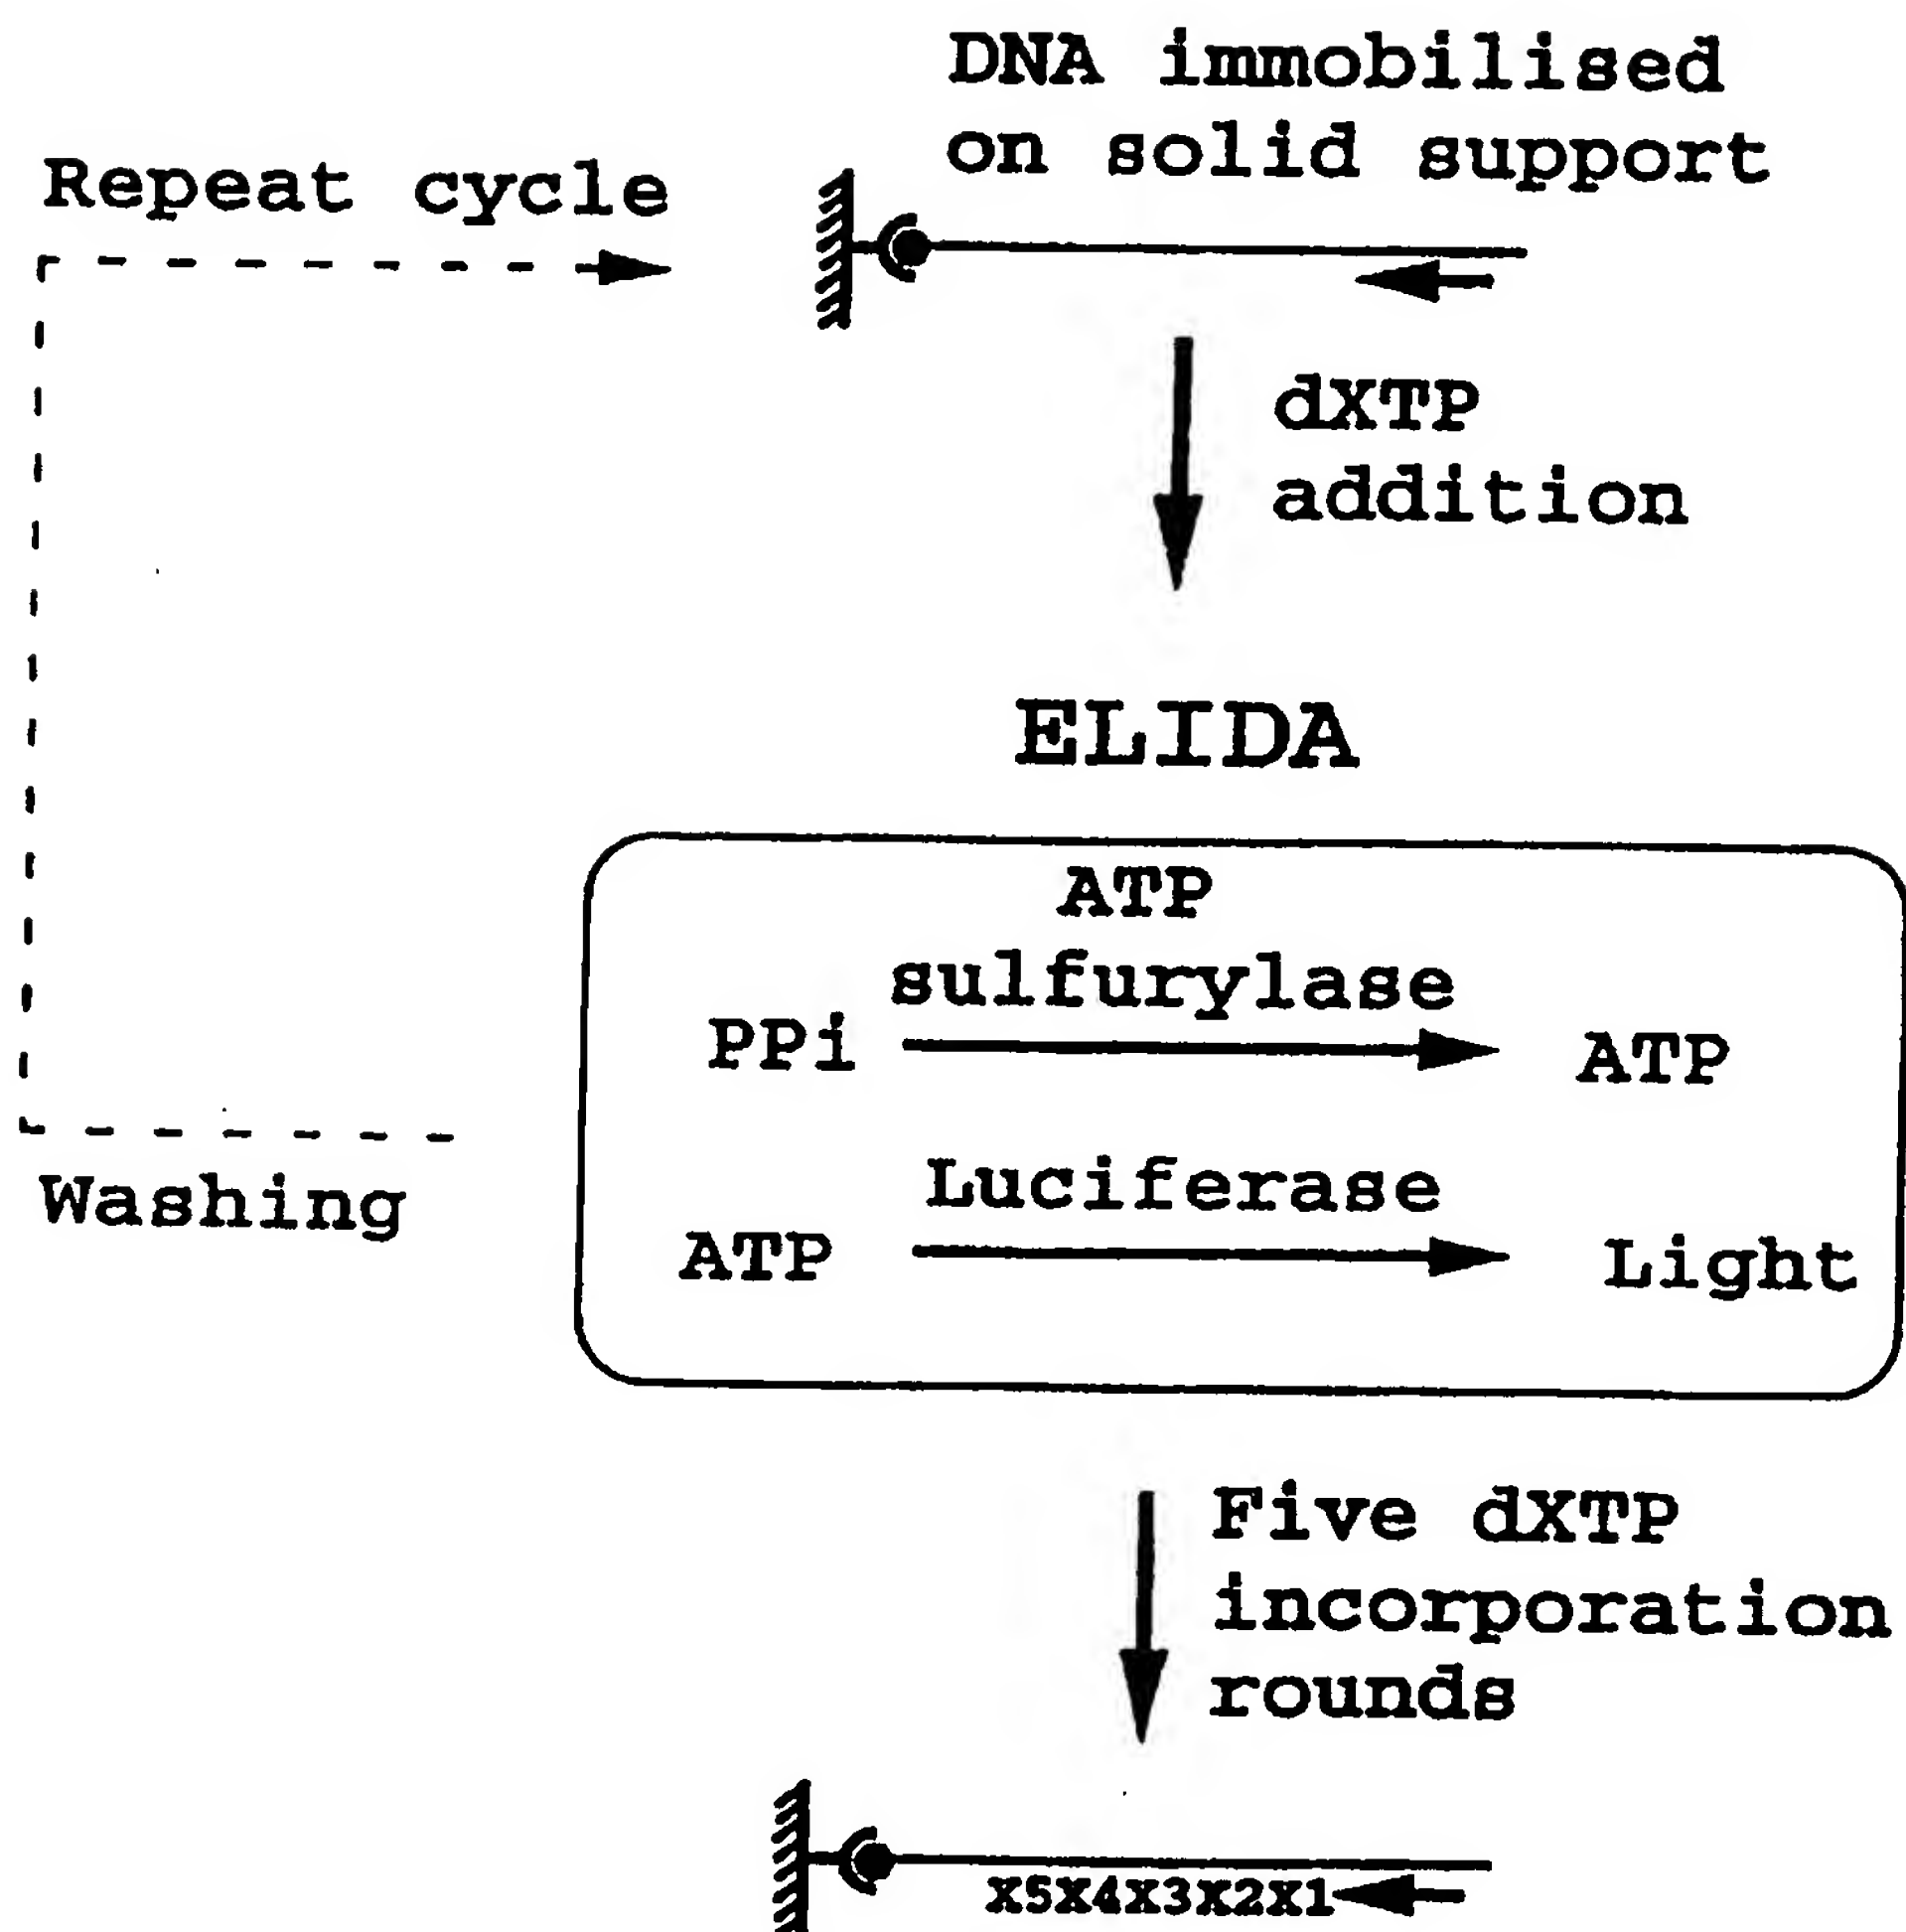 DNA immobilised
on solid support
Repeat cycle
dXTP
addition
ELIDA
ATP
sulfurylase
PPi
ATP
Luciferase
ATP
Light
Washing
Five dXTP
incorporation
rounds
X5X4X3X2X1